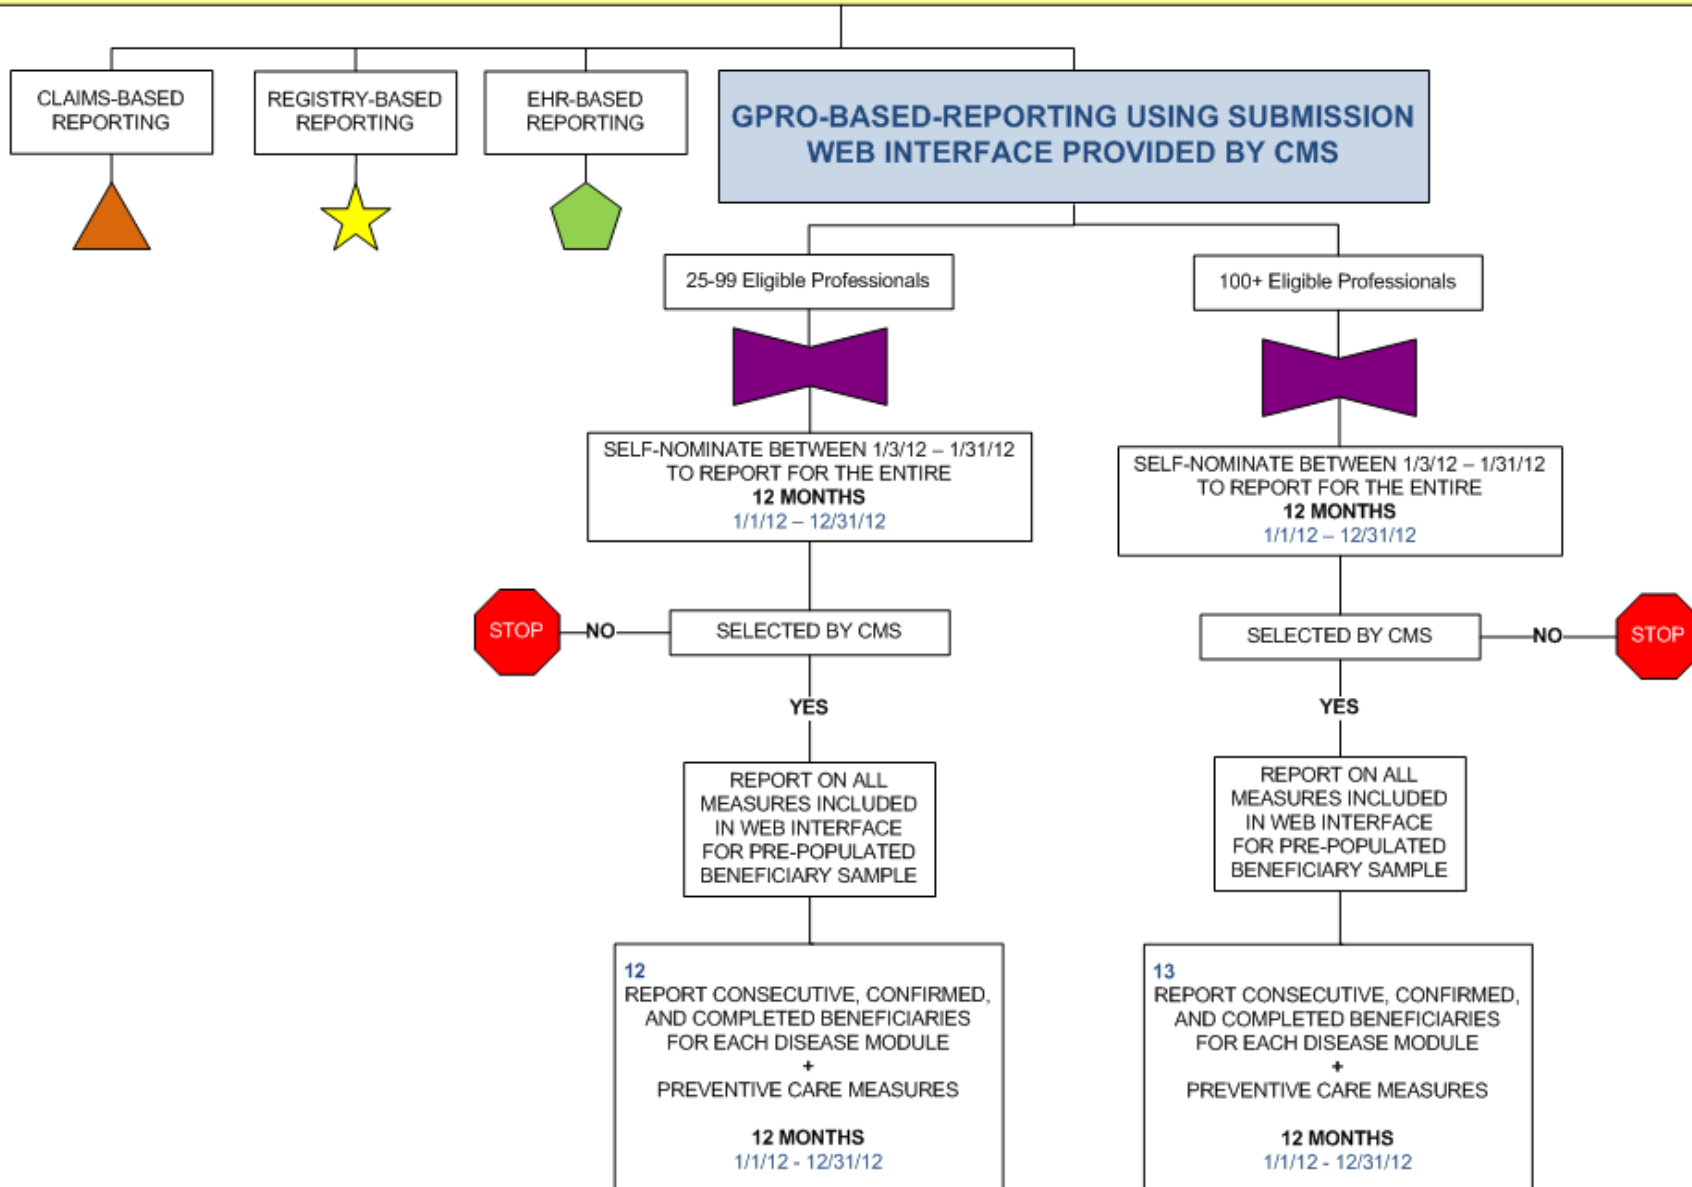 CLAIMS-BASED
REPORTING
REGISTRY-BASED
REPORTING
EHR-BASED
REPORTING
GPRO-BASED-REPORTING USING SUBMISSION
WEB INTERFACE PROVIDED BY CMS
25-99 Eligible Professionals
100+ Eligible Professionals
SELF-NOMINATE BETWEEN 1/3/12 – 1/31/12
TO REPORT FOR THE ENTIRE
12 MONTHS
1/1/12 – 12/31/12
SELF-NOMINATE BETWEEN 1/3/12 – 1/31/12
TO REPORT FOR THE ENTIRE
12 MONTHS
1/1/12 – 12/31/12
STOP
NO
SELECTED BY CMS
SELECTED BY CMS
NO
STOP
YES
YES
REPORT ON ALL
MEASURES INCLUDED
IN WEB INTERFACE
FOR PRE-POPULATED
BENEFICIARY SAMPLE
REPORT ON ALL
MEASURES INCLUDED
IN WEB INTERFACE
FOR PRE-POPULATED
BENEFICIARY SAMPLE
12
REPORT CONSECUTIVE, CONFIRMED,
AND COMPLETED BENEFICIARIES
FOR EACH DISEASE MODULE
+
PREVENTIVE CARE MEASURES
12 MONTHS
1/1/12 - 12/31/12
13
REPORT CONSECUTIVE, CONFIRMED,
AND COMPLETED BENEFICIARIES
FOR EACH DISEASE MODULE
+
PREVENTIVE CARE MEASURES
12 MONTHS
1/1/12 - 12/31/12